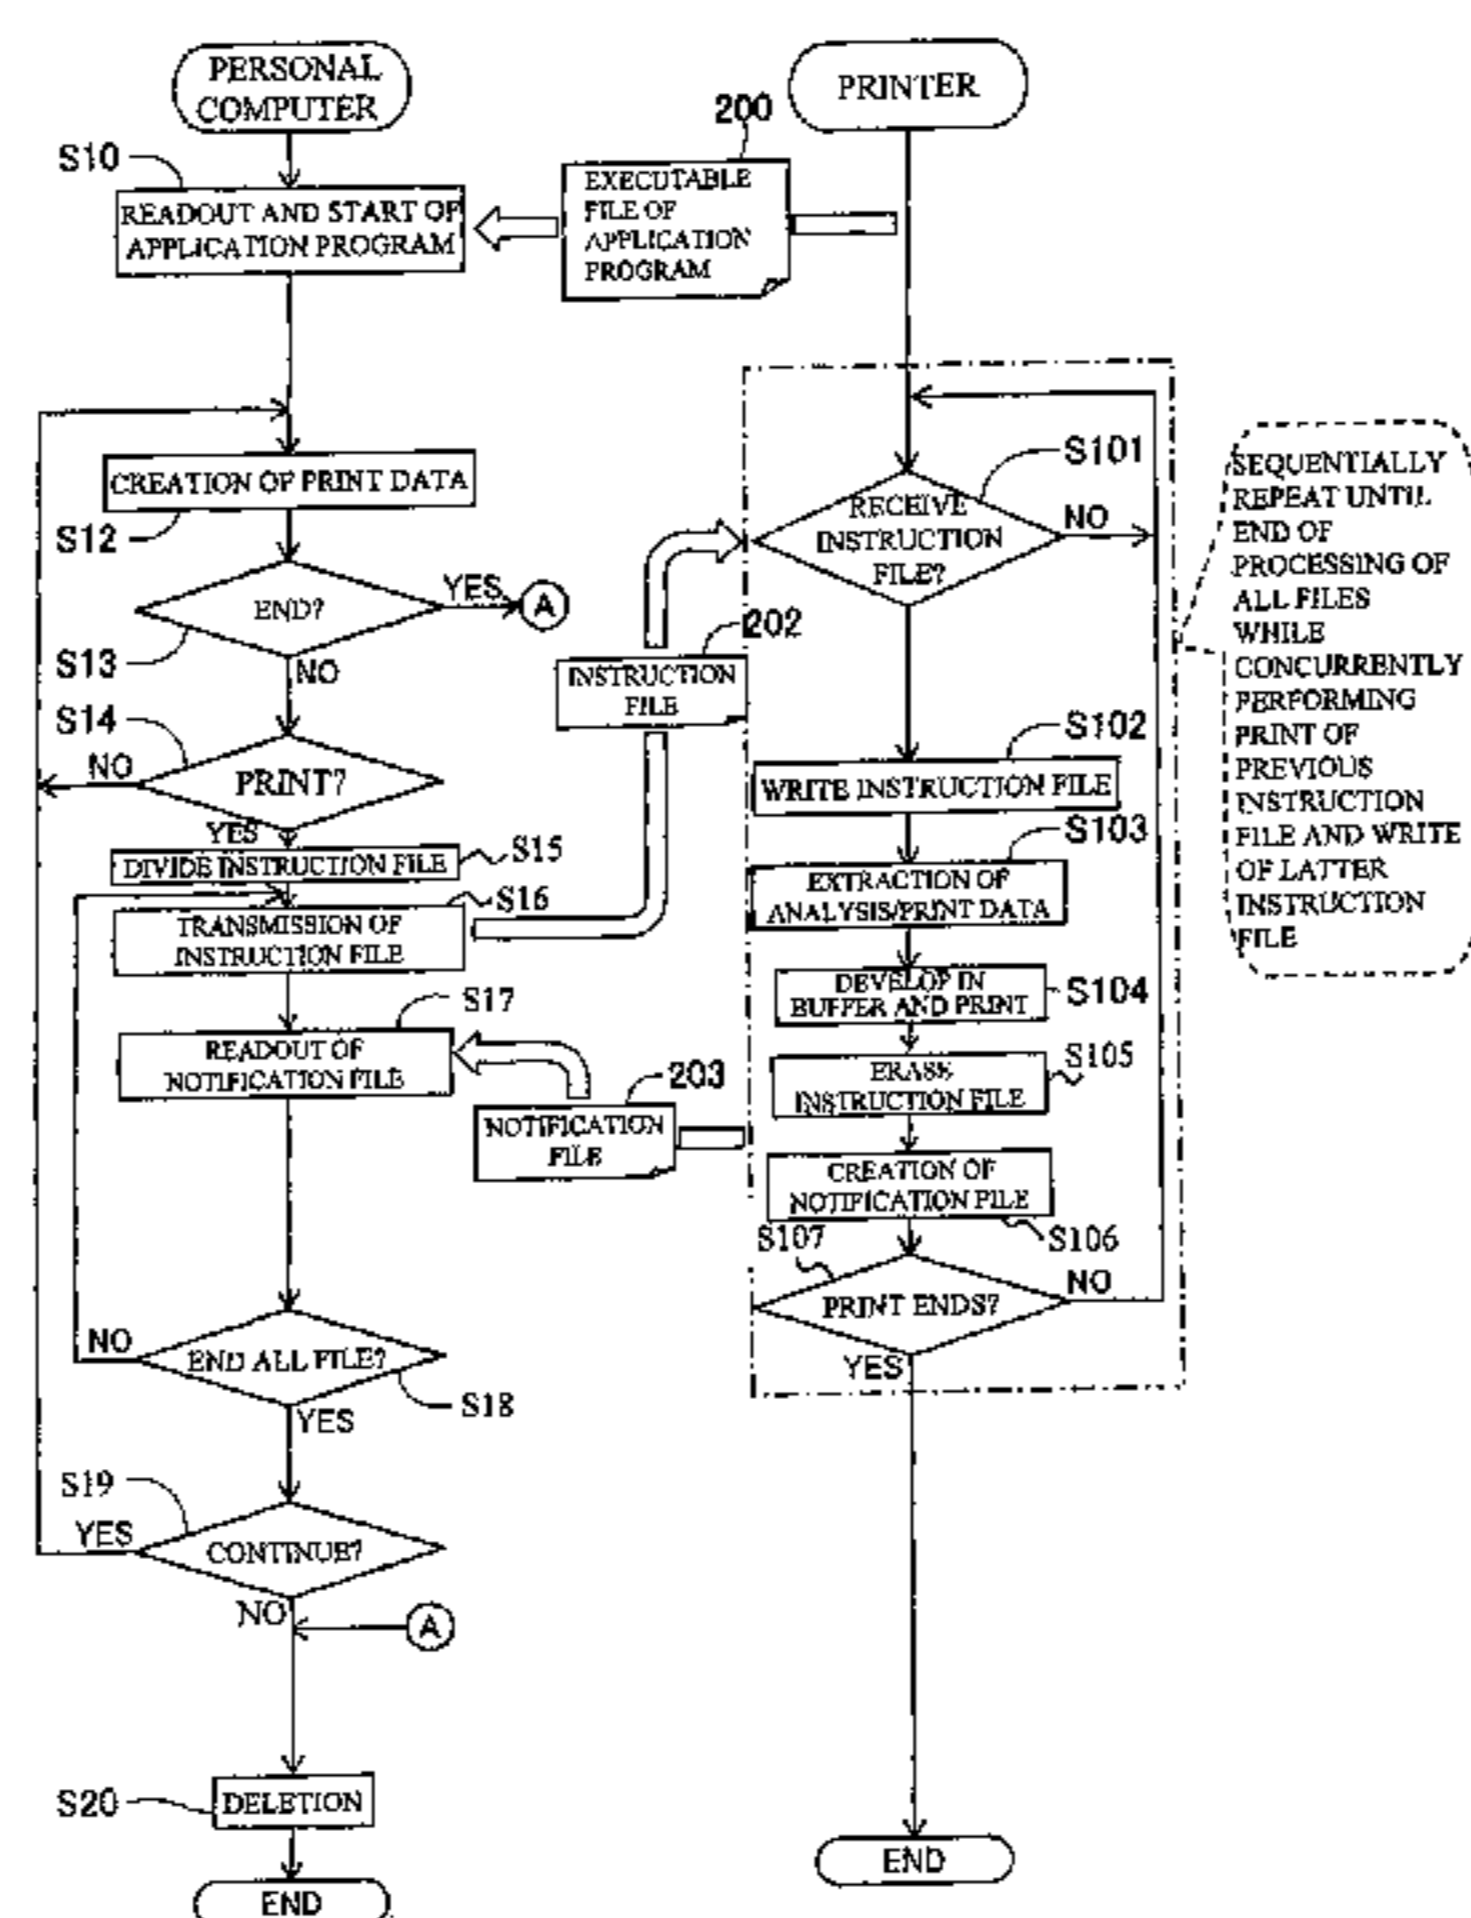 PERSONAL
COMPUTER
S10
READOUT AND START OF
APPLICATION PROGRAM
CREATION OF PRINT DATA
S12
END?
YES
A
S13
NO
S14
NO
PRINT?
YES
DIVIDE INSTRUCTION FILE
S15
S16
TRANSMISSION OF
INSTRUCTION FILE
S17
READOUT OF
NOTIFICATION FILE
NO
END ALL FILE?
S18
YES
S19
YES
CONTINUE?
NO
A
S20
DELETION
END
200
EXECUTABLE
FILE OF
APPLICATION
PROGRAM
202
INSTRUCTION
FILE
203
NOTIFICATION
FILE
PRINTER
S101
RECEIVE
INSTRUCTION
FILE?
NO
S102
WRITE INSTRUCTION FILE
S103
EXTRACTION OF
ANALYSIS/PRINT DATA
DEVELOP IN
BUFFER AND PRINT
S104
S105
ERASE
INSTRUCTION FILE
CREATION OF
NOTIFICATION FILE
S106
S107
PRINT ENDS?
NO
YES
END
SEQUENTIALLY
REPEAT UNTIL
END OF
PROCESSING OF
ALL FILES
WHILE
CONCURRENTLY
PERFORMING
PRINT OF
PREVIOUS
INSTRUCTION
FILE AND WRITE
OF LATTER
INSTRUCTION
FILE